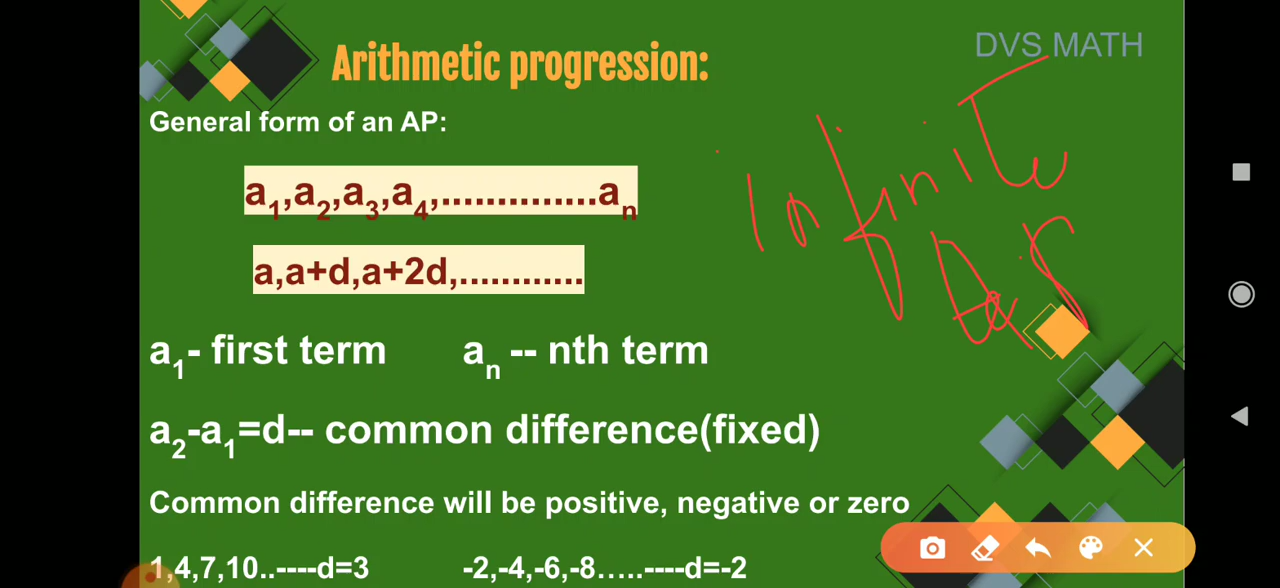 DVS MATH
Arithmetic progression:
General form of an AP:
a₁,a₂,a₃,a₄,..............aₙ
a,a+d,a+2d,............
a₁- first term aₙ -- nth term
a₂-a₁=d-- common difference(fixed)
Common difference will be positive, negative or zero
1,4,7,10..----d=3 -2,-4,-6,-8…..----d=-2
infiniTe